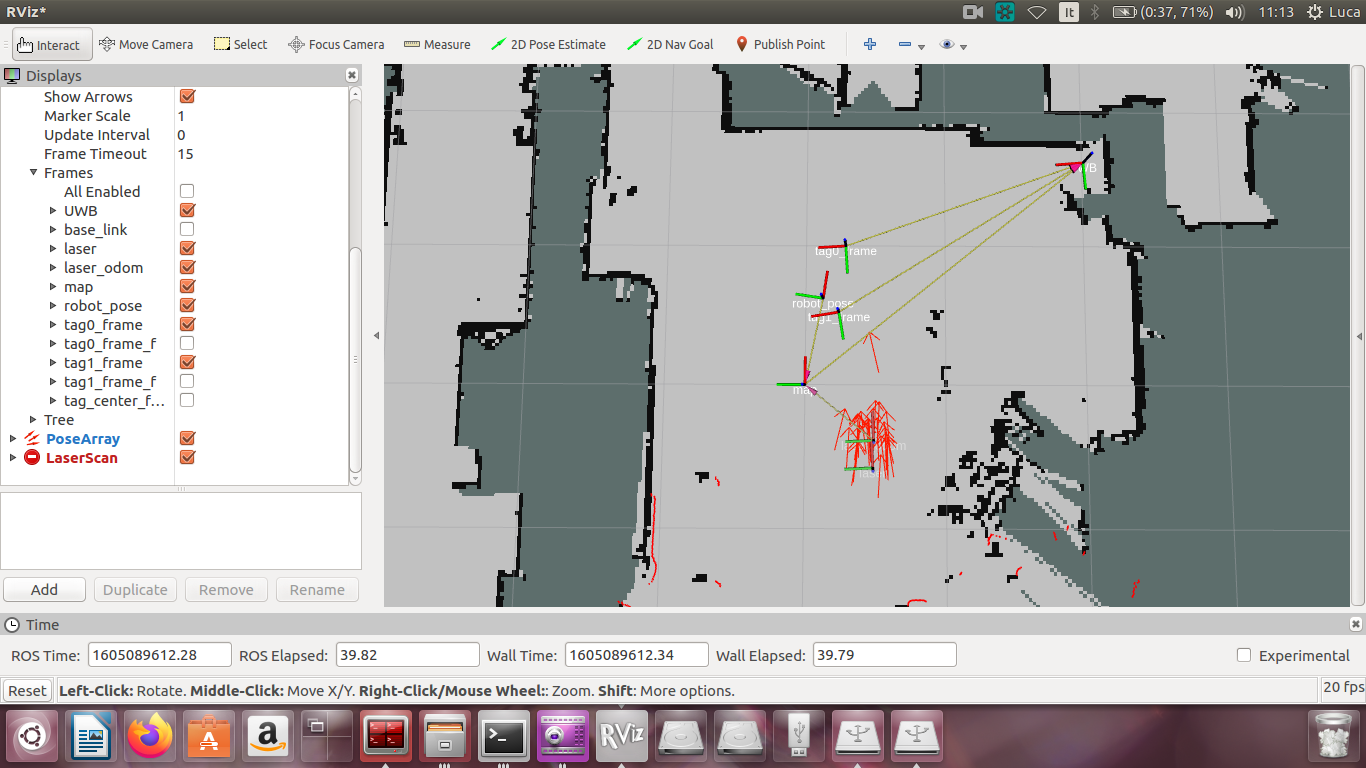 RViz*
It
(0:37, 71%)
11:13
Luca
Interact
Move Camera
Select
Focus Camera
Measure
2D Pose Estimate
2D Nav Goal
Publish Point
Displays
Show Arrows
Marker Scale 1
Update Interval 0
Frame Timeout 15
Frames
All Enabled
UWB
base_link
laser
laser_odom
map
robot_pose
tag0_frame
tag0_frame_f
tag1_frame
tag1_frame_f
tag_center_f...
Tree
PoseArray
LaserScan
Add
Duplicate
Remove
Rename
tag0_frame
robot_pose
tag1_frame
Time
ROS Time: 1605089612.28 ROS Elapsed: 39.82 Wall Time: 1605089612.34 Wall Elapsed: 39.79 Experimental
Reset Left-Click: Rotate. Middle-Click: Move X/Y. Right-Click/Mouse Wheel:: Zoom. Shift: More options. 20 fps
A
a
>_
RViz